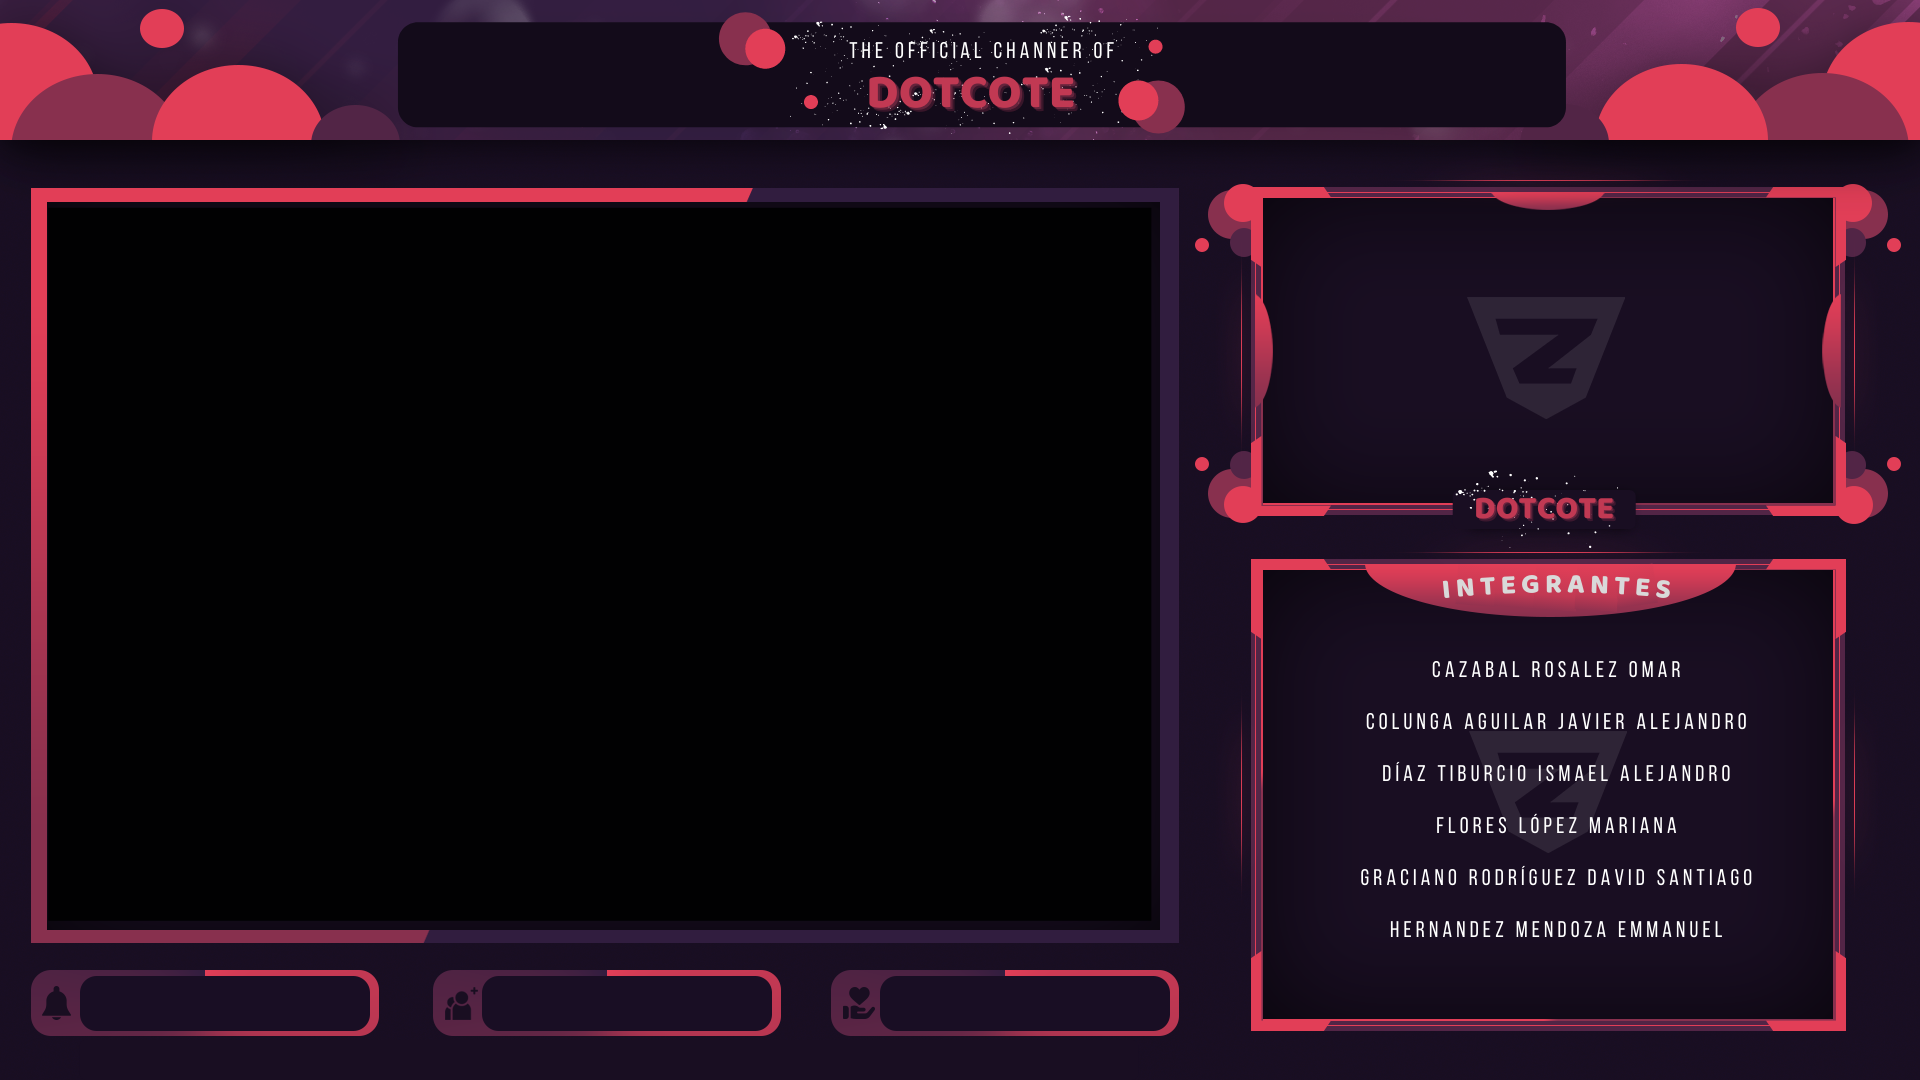 THE OFFICIAL CHANNER OF
DOTCOTE
DOTCOTE
INTEGRANTES
CAZABAL ROSALEZ OMAR
COLUNGA AGUILAR JAVIER ALEJANDRO
DÍAZ TIBURCIO ISMAEL ALEJANDRO
FLORES LÓPEZ MARIANA
GRACIANO RODRÍGUEZ DAVID SANTIAGO
HERNANDEZ MENDOZA EMMANUEL